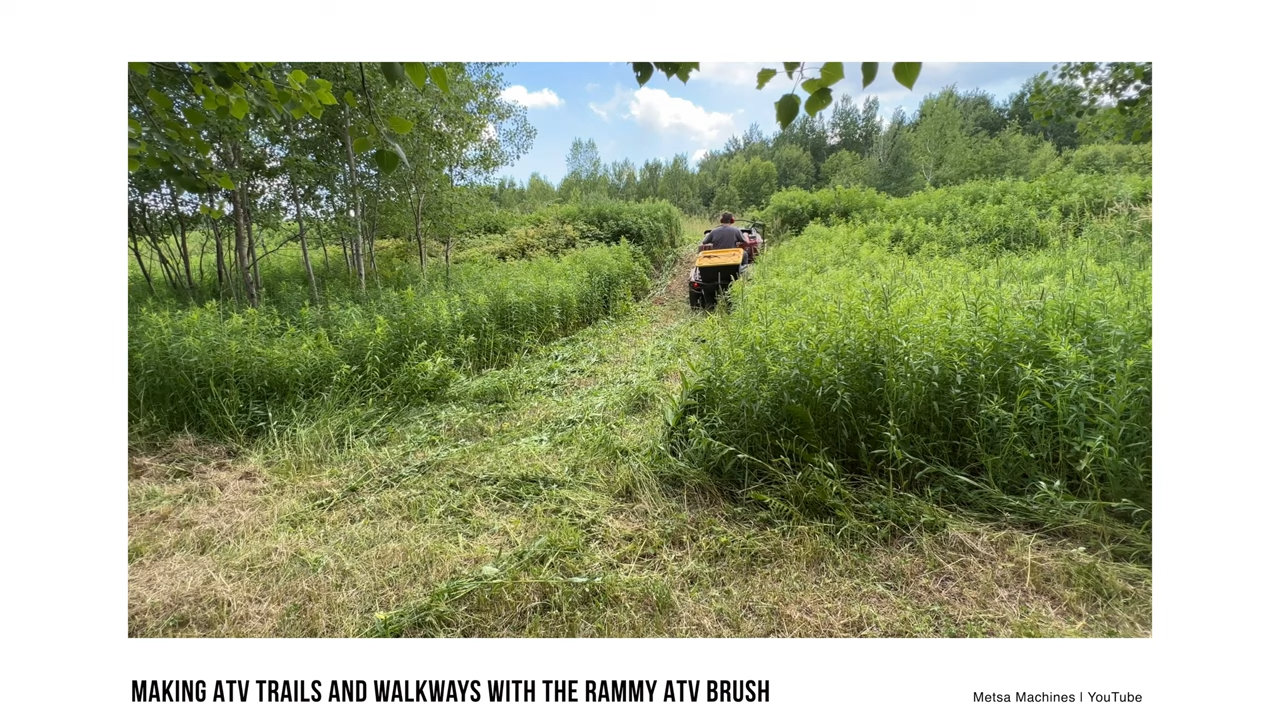 MAKING ATV TRAILS AND WALKWAYS WITH THE RAMMY ATV BRUSH
Metsa Machines | YouTube